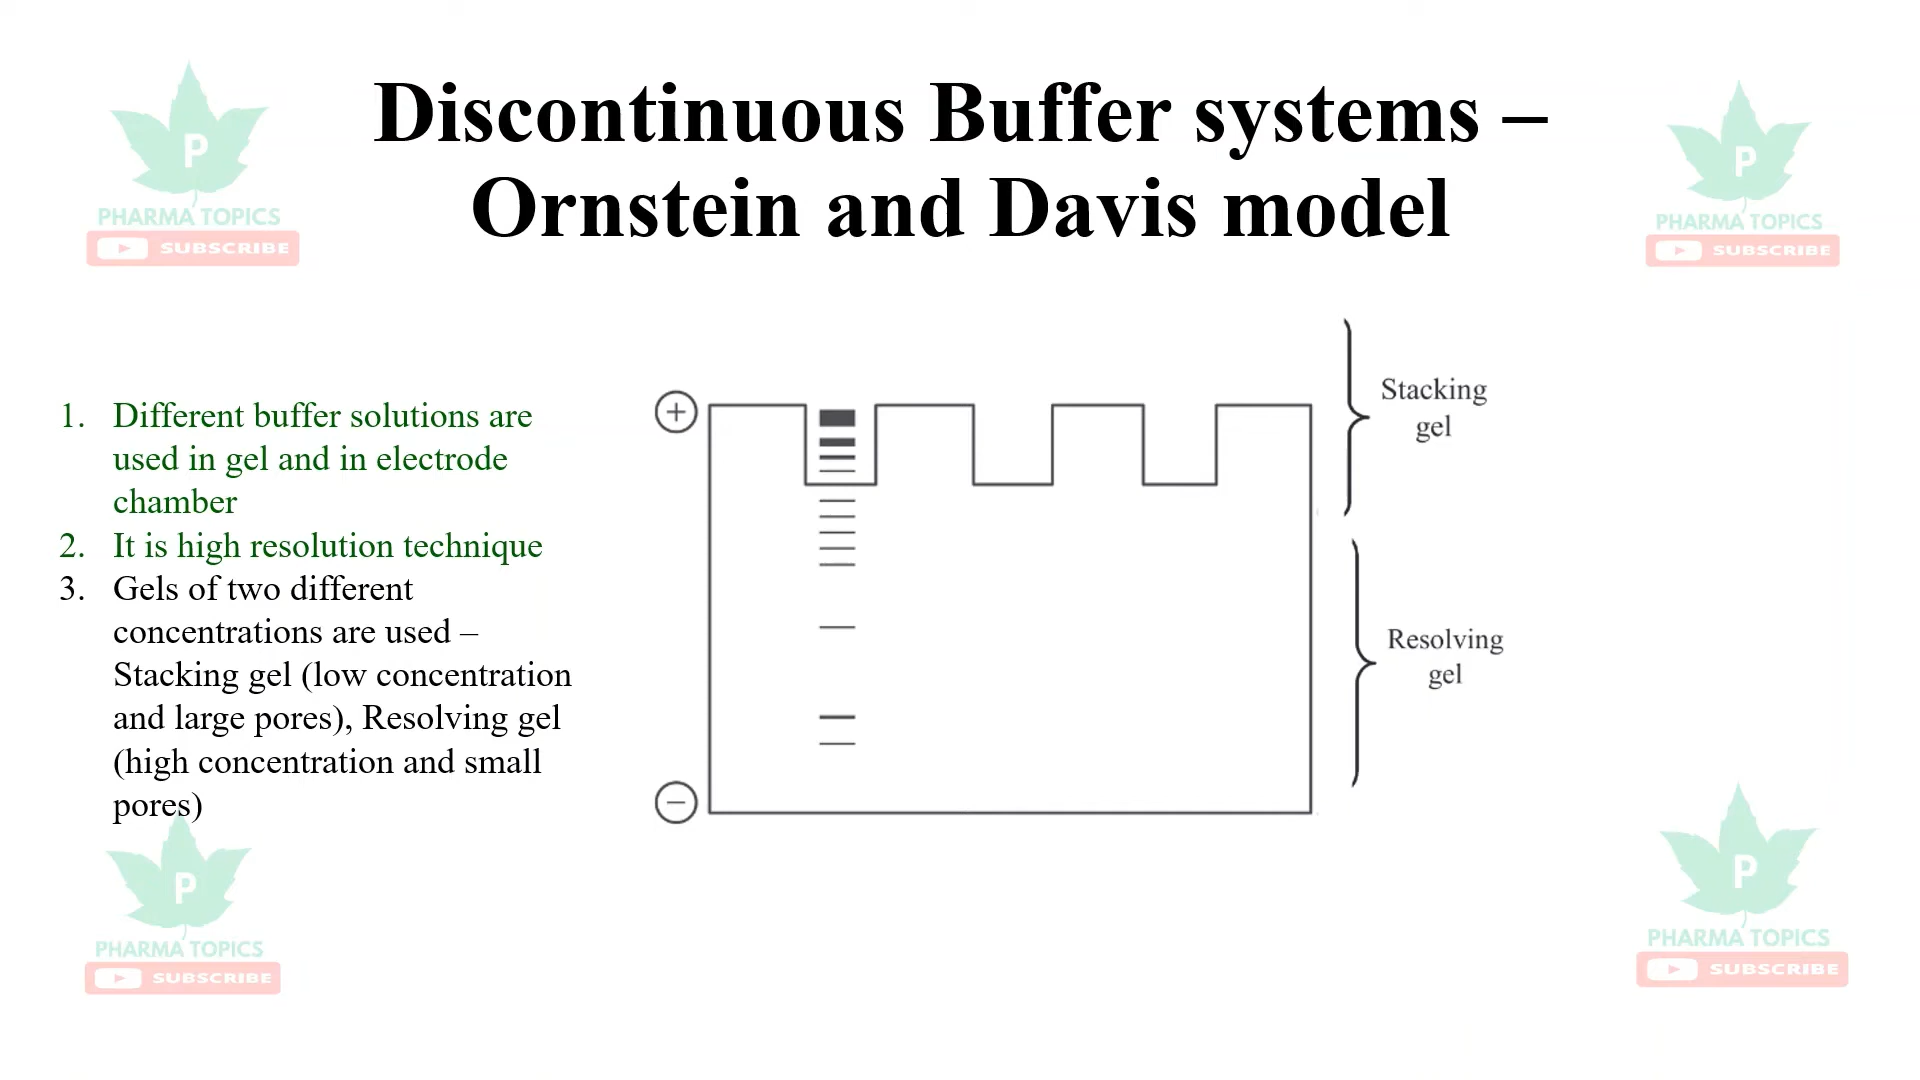 Discontinuous Buffer systems –
Ornstein and Davis model
P
PHARMA TOPICS
SUBSCRIBE
P
PHARMA TOPICS
SUBSCRIBE
1. Different buffer solutions are
used in gel and in electrode
chamber
2. It is high resolution technique
3. Gels of two different
concentrations are used –
Stacking gel (low concentration
and large pores), Resolving gel
(high concentration and small
pores)
+
−
Stacking
gel
Resolving
gel
P
PHARMA TOPICS
SUBSCRIBE
P
PHARMA TOPICS
SUBSCRIBE